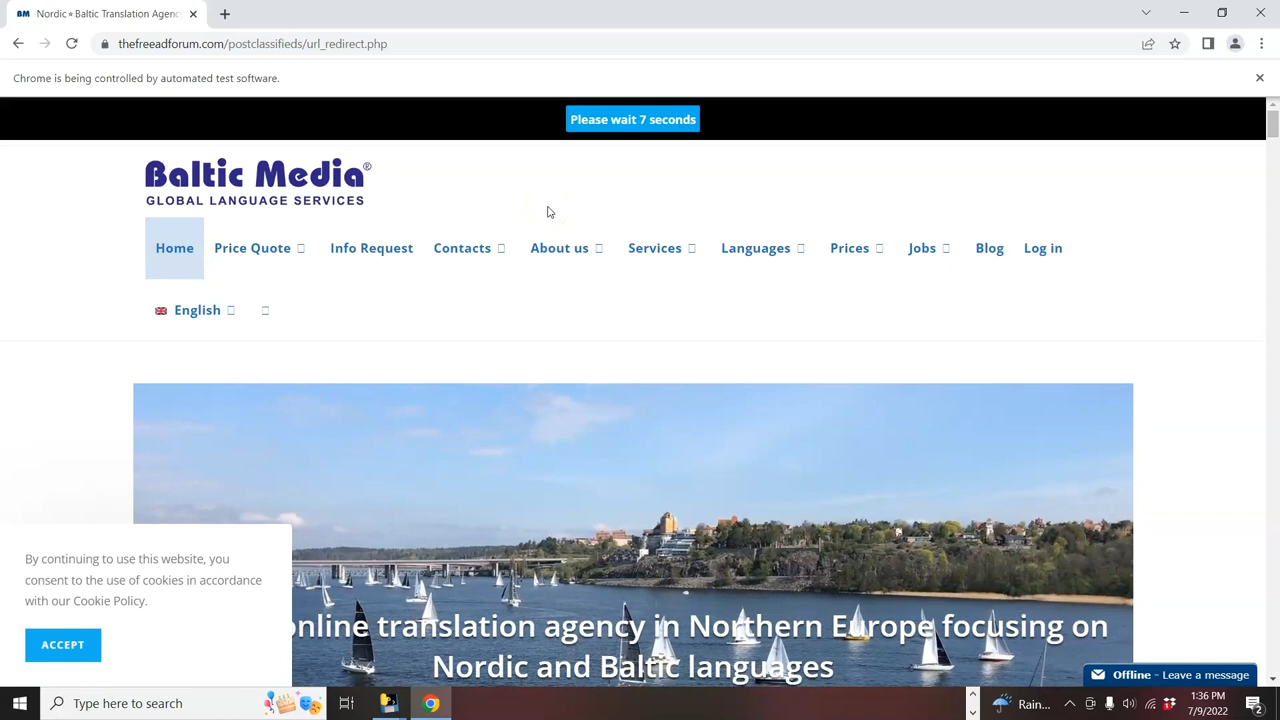 Nordic⭑Baltic Translation Agenc
thefreeadforum.com/postclassifieds/url_redirect.php
Chrome is being controlled by automated test software.
Please wait 7 seconds
Baltic Media®
GLOBAL LANGUAGE SERVICES
Home Price Quote Info Request Contacts About us Services Languages Prices Jobs Blog Log in
English
By continuing to use this website, you
consent to the use of cookies in accordance
with our Cookie Policy.
ACCEPT
online translation agency in Northern Europe focusing on
Nordic and Baltic languages
Offline - Leave a message
Type here to search
Rain...
1:36 PM
7/9/2022
2